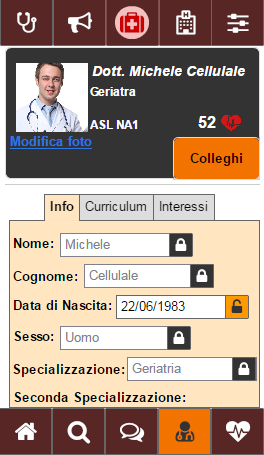 Dott. Michele Cellulale
Geriatra
ASL NA1
52
Modifica foto
Colleghi
Info Curriculum Interessi
Nome: Michele
Cognome: Cellulale
Data di Nascita: 22/06/1983
Sesso: Uomo
Specializzazione: Geriatria
Seconda Specializzazione: